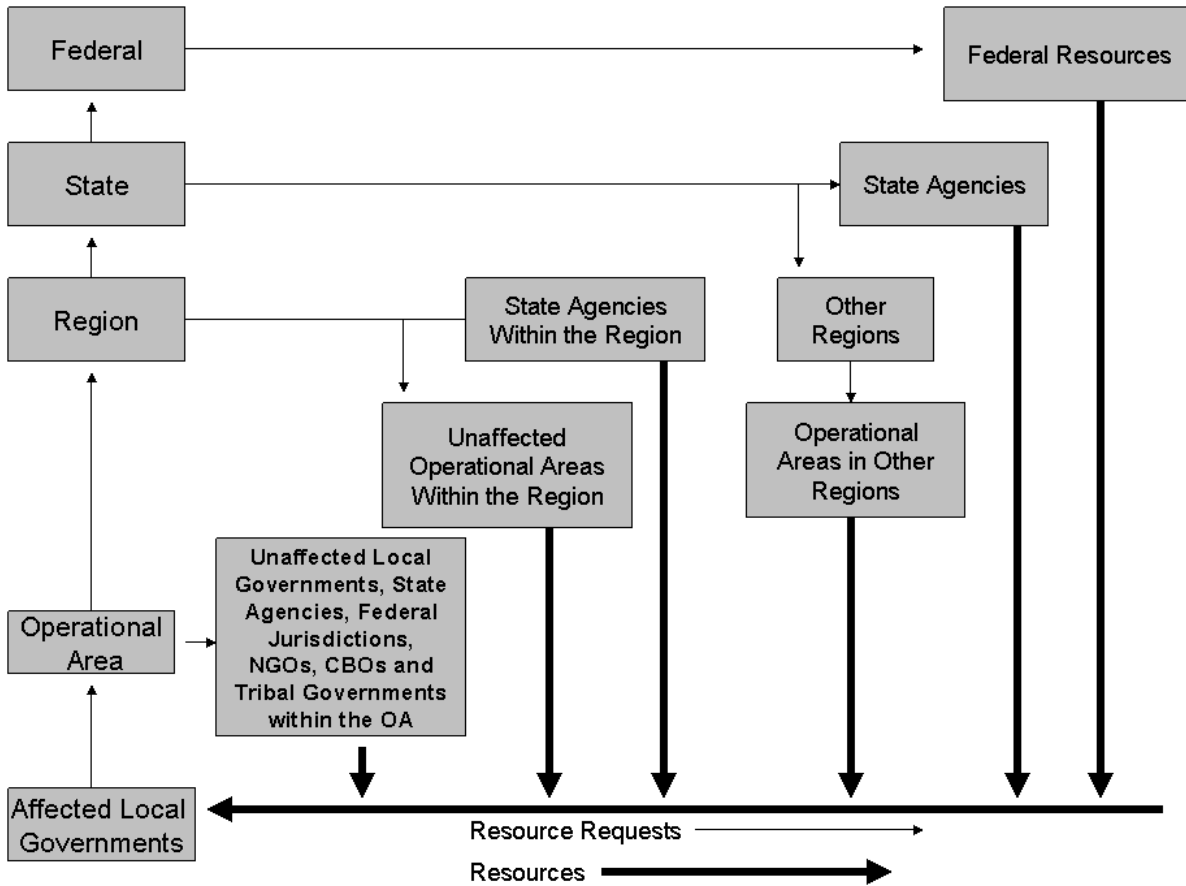 Federal
Federal Resources
State
State Agencies
Region
State Agencies
Within the Region
Other
Regions
Unaffected
Operational Areas
Within the Region
Operational
Areas in Other
Regions
Operational
Area
Unaffected Local
Governments, State
Agencies, Federal
Jurisdictions,
NGOs, CBOs and
Tribal Governments
within the OA
Affected Local
Governments
Resource Requests
Resources